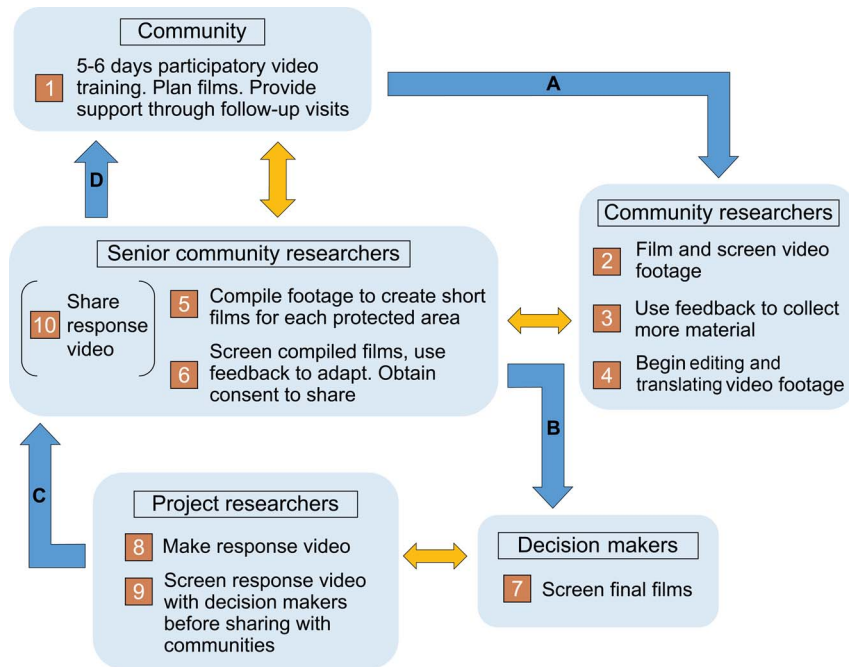 Community
1
5-6 days participatory video
training. Plan films. Provide
support through follow-up visits
A
D
Community researchers
2
Film and screen video
footage
3
Use feedback to collect
more material
4
Begin editing and
translating video footage
Senior community researchers
10
Share
response
video
5
Compile footage to create short
films for each protected area
6
Screen compiled films, use
feedback to adapt. Obtain
consent to share
B
C
Project researchers
8
Make response video
9
Screen response video
with decision makers
before sharing with
communities
Decision makers
7
Screen final films